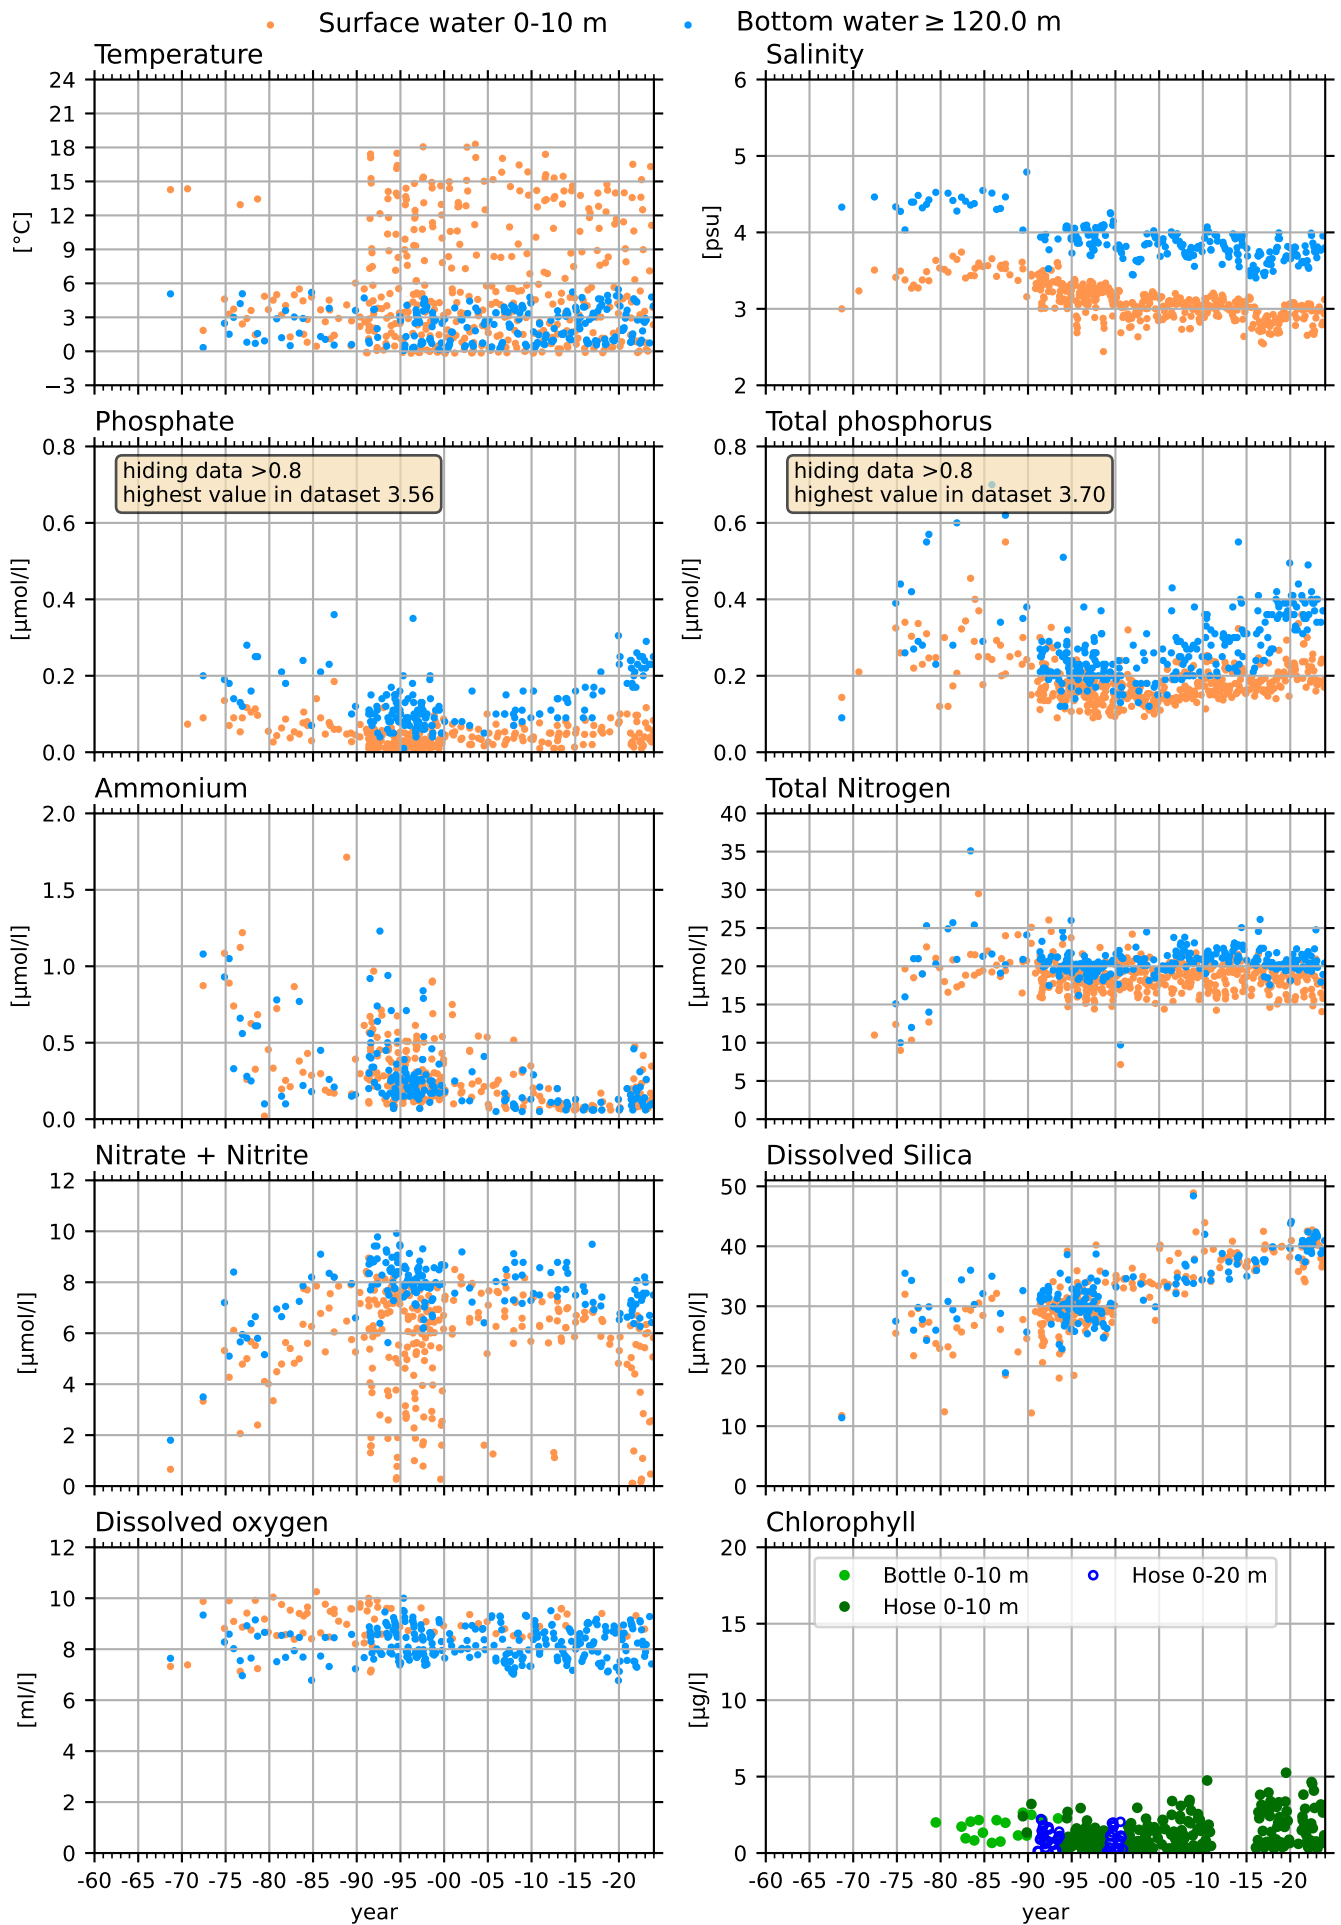 Surface water 0-10 m
Bottom water ≥ 120.0 m
Temperature
Salinity
24
21
18
15
12
9
6
3
0
−3
[°C]
6
5
4
3
2
[psu]
Phosphate
Total phosphorus
0.8
0.6
0.4
0.2
0.0
[µmol/l]
hiding data >0.8
highest value in dataset 3.56
0.8
0.6
0.4
0.2
0.0
[µmol/l]
hiding data >0.8
highest value in dataset 3.70
Ammonium
Total Nitrogen
2.0
1.5
1.0
0.5
0.0
[µmol/l]
40
35
30
25
20
15
10
5
0
[µmol/l]
Nitrate + Nitrite
Dissolved Silica
12
10
8
6
4
2
0
[µmol/l]
50
40
30
20
10
0
[µmol/l]
Dissolved oxygen
Chlorophyll
12
10
8
6
4
2
0
[ml/l]
20
15
10
5
0
[µg/l]
Bottle 0-10 m
Hose 0-20 m
Hose 0-10 m
-60 -65 -70 -75 -80 -85 -90 -95 -00 -05 -10 -15 -20
-60 -65 -70 -75 -80 -85 -90 -95 -00 -05 -10 -15 -20
year
year